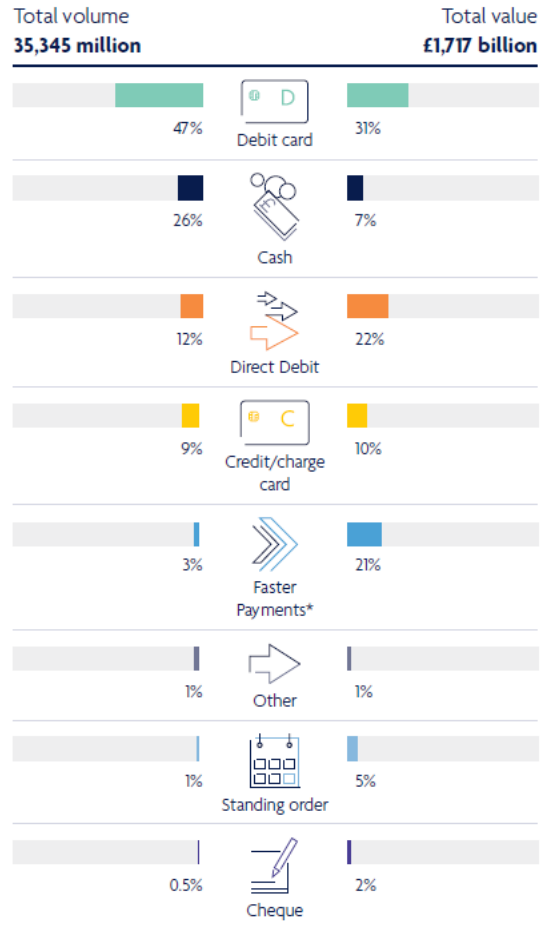 Total volume
Total value
35,345 million
£1,717 billion
D
47%
Debit card
31%
£
26%
7%
Cash
12%
22%
Direct Debit
C
9%
10%
Credit/charge
card
3%
21%
Faster
Payments*
1%
1%
Other
1%
5%
Standing order
0.5%
2%
Cheque